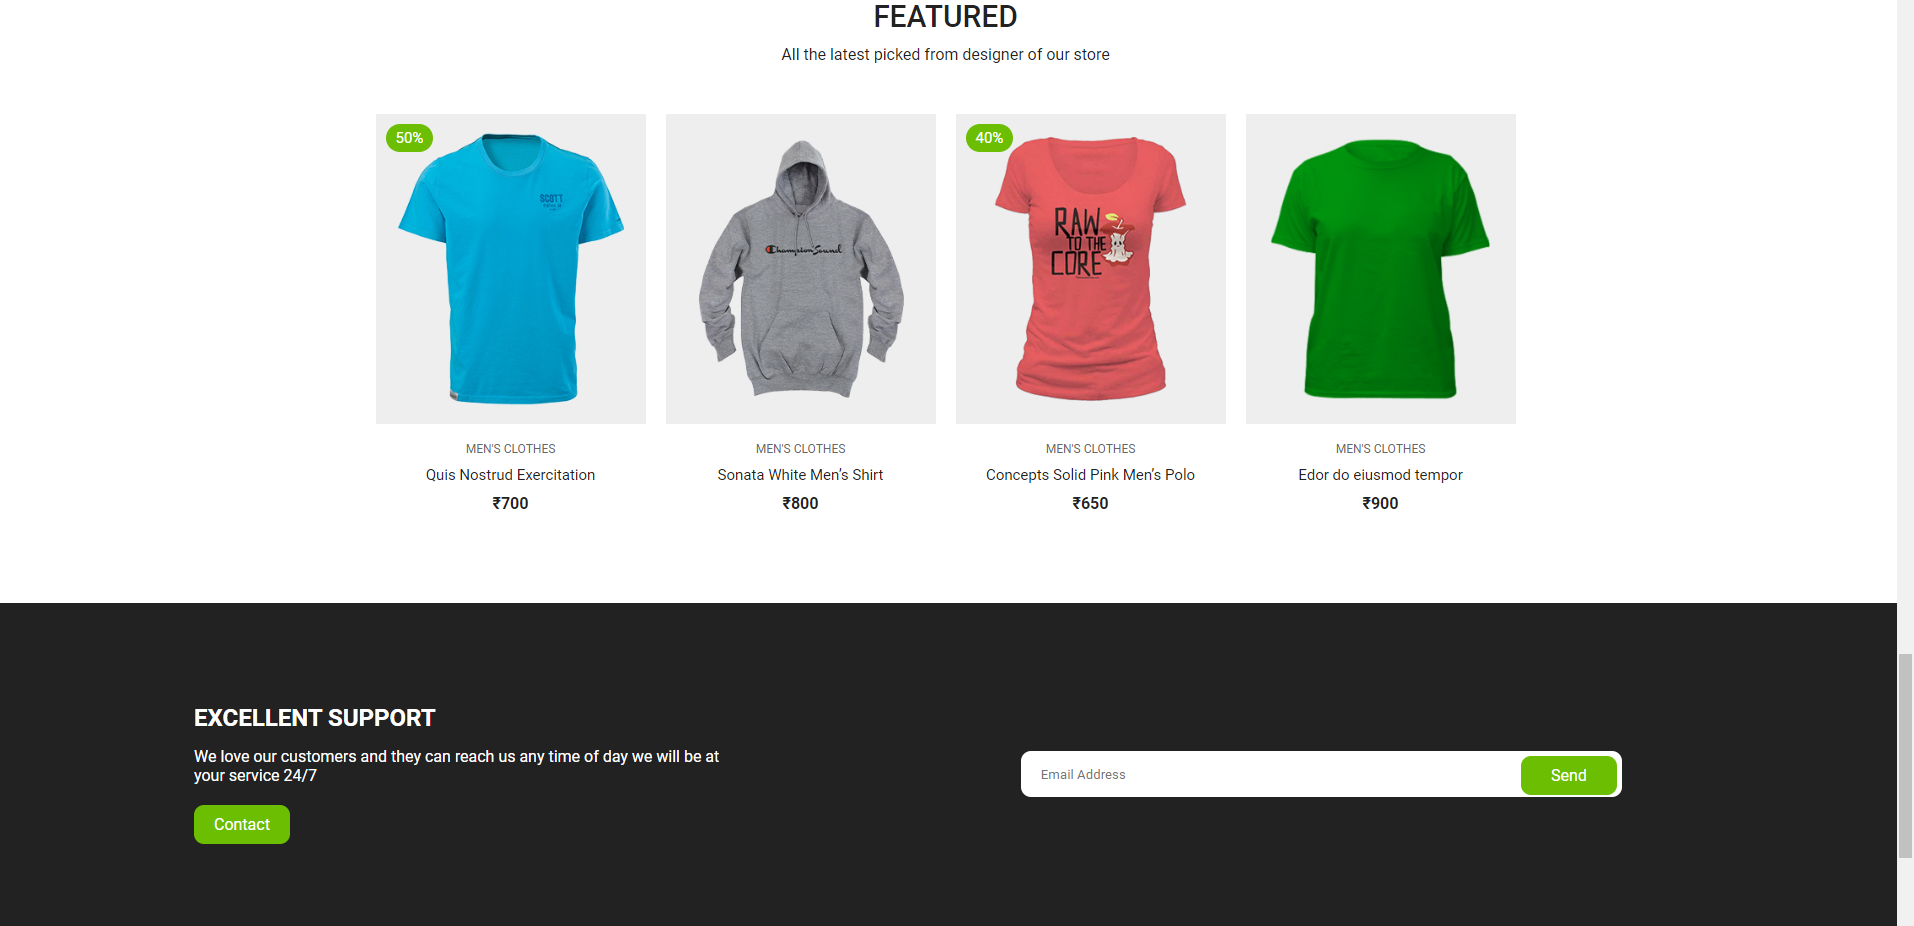 FEATURED
All the latest picked from designer of our store
50%
40%
SCOTT
Champion Sound
RAW
TO THE
CORE
MEN'S CLOTHES
Quis Nostrud Exercitation
₹700
MEN'S CLOTHES
Sonata White Men’s Shirt
₹800
MEN'S CLOTHES
Concepts Solid Pink Men’s Polo
₹650
MEN'S CLOTHES
Edor do eiusmod tempor
₹900
EXCELLENT SUPPORT
We love our customers and they can reach us any time of day we will be at
your service 24/7
Contact
Email Address
Send